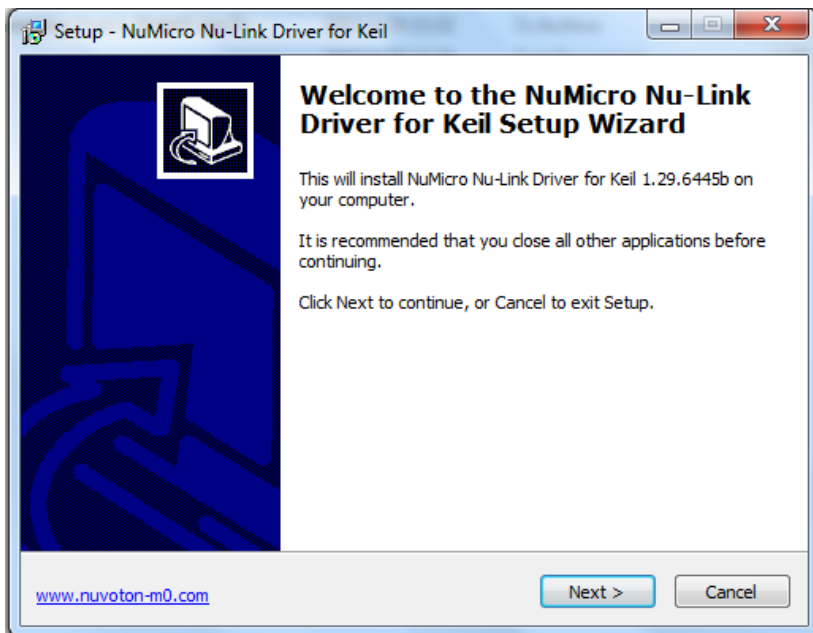 Setup - NuMicro Nu-Link Driver for Keil
Welcome to the NuMicro Nu-Link
Driver for Keil Setup Wizard
This will install NuMicro Nu-Link Driver for Keil 1.29.6445b on
your computer.
It is recommended that you close all other applications before
continuing.
Click Next to continue, or Cancel to exit Setup.
www.nuvoton-m0.com
Next >
Cancel